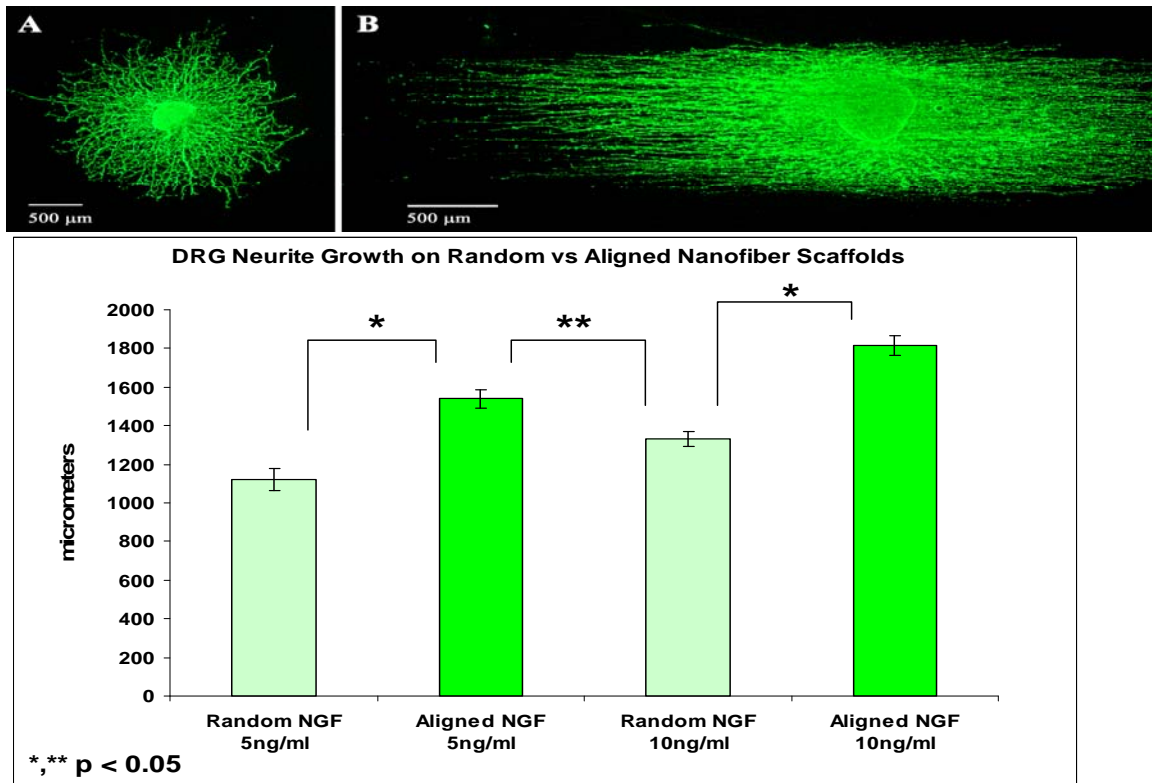 A
B
500 µm
500 µm
DRG Neurite Growth on Random vs Aligned Nanofiber Scaffolds
2000
1800
1600
1400
1200
1000
800
600
400
200
0
micrometers
*
**
*
Random NGF
5ng/ml
Aligned NGF
5ng/ml
Random NGF
10ng/ml
Aligned NGF
10ng/ml
*,** p < 0.05